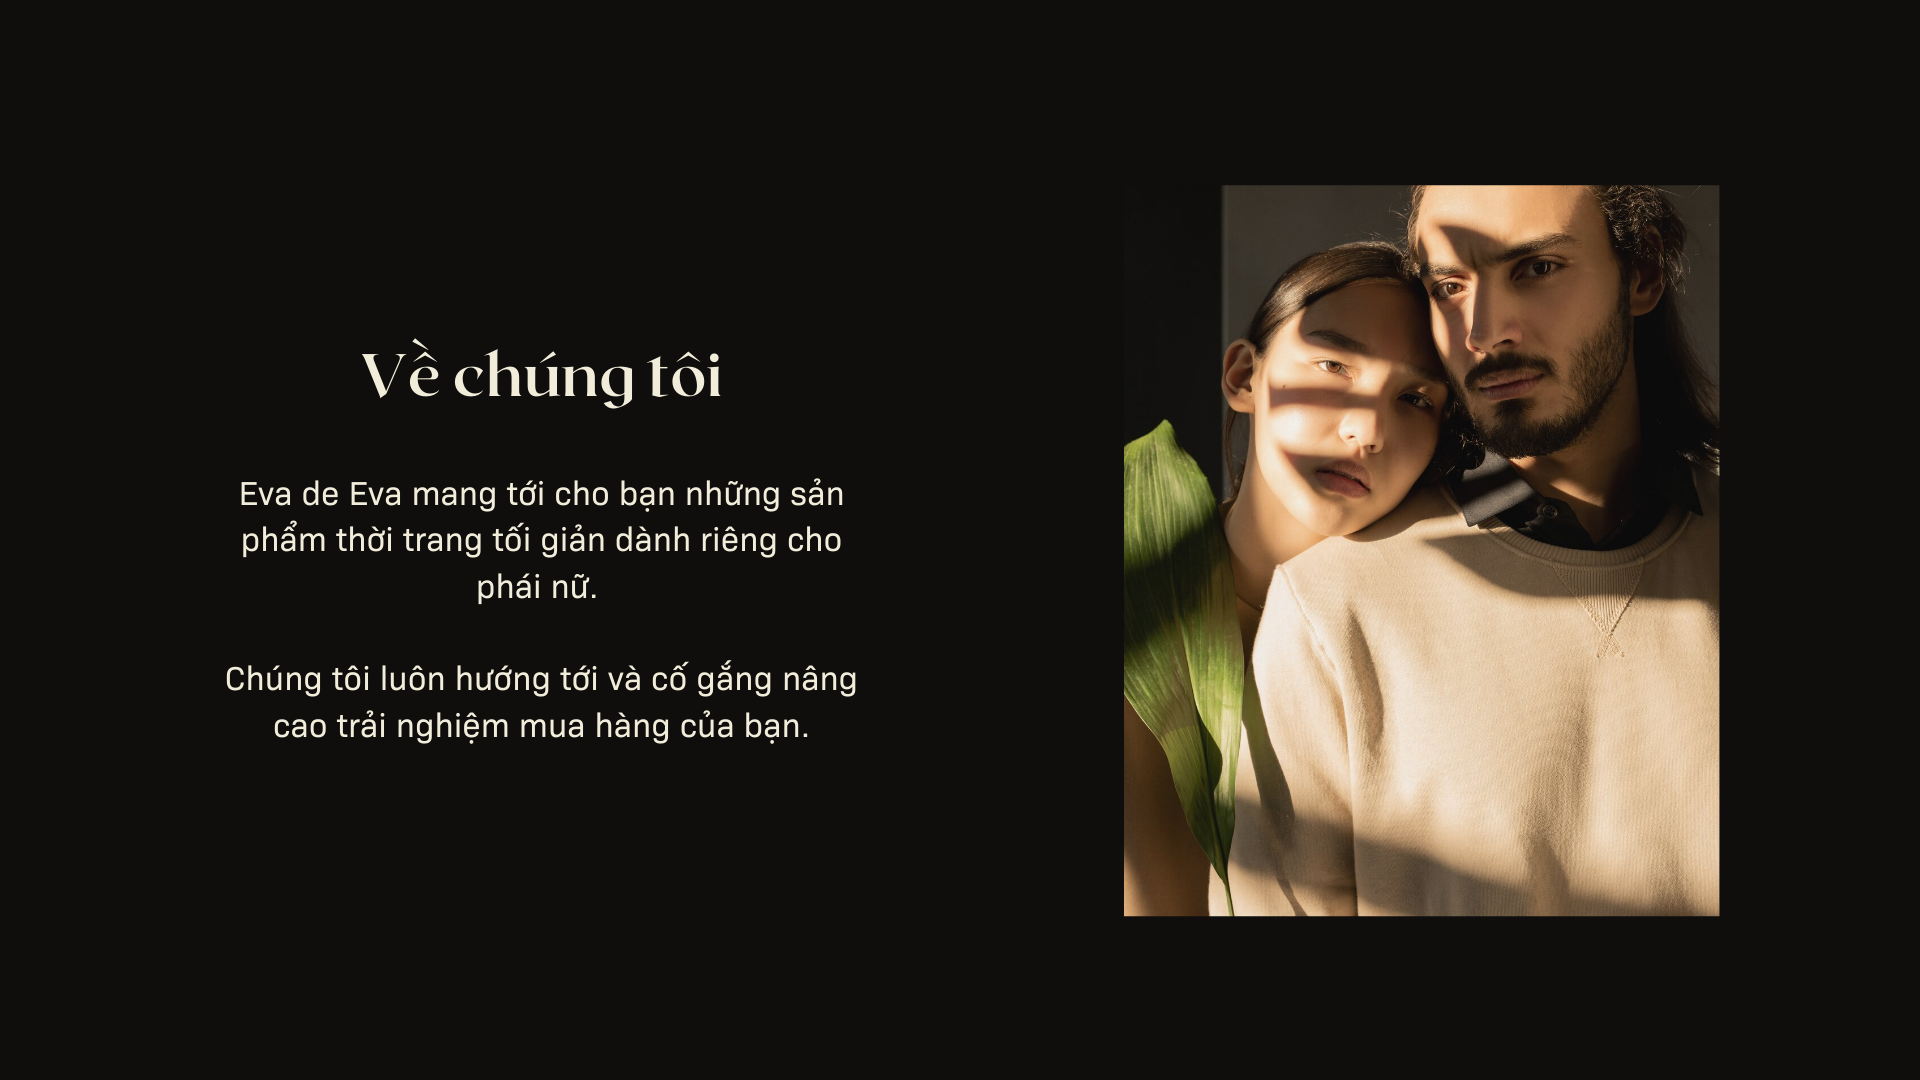 Về chúng tôi
Eva de Eva mang tới cho bạn những sản
phẩm thời trang tối giản dành riêng cho
phái nữ.
Chúng tôi luôn hướng tới và cố gắng nâng
cao trải nghiệm mua hàng của bạn.